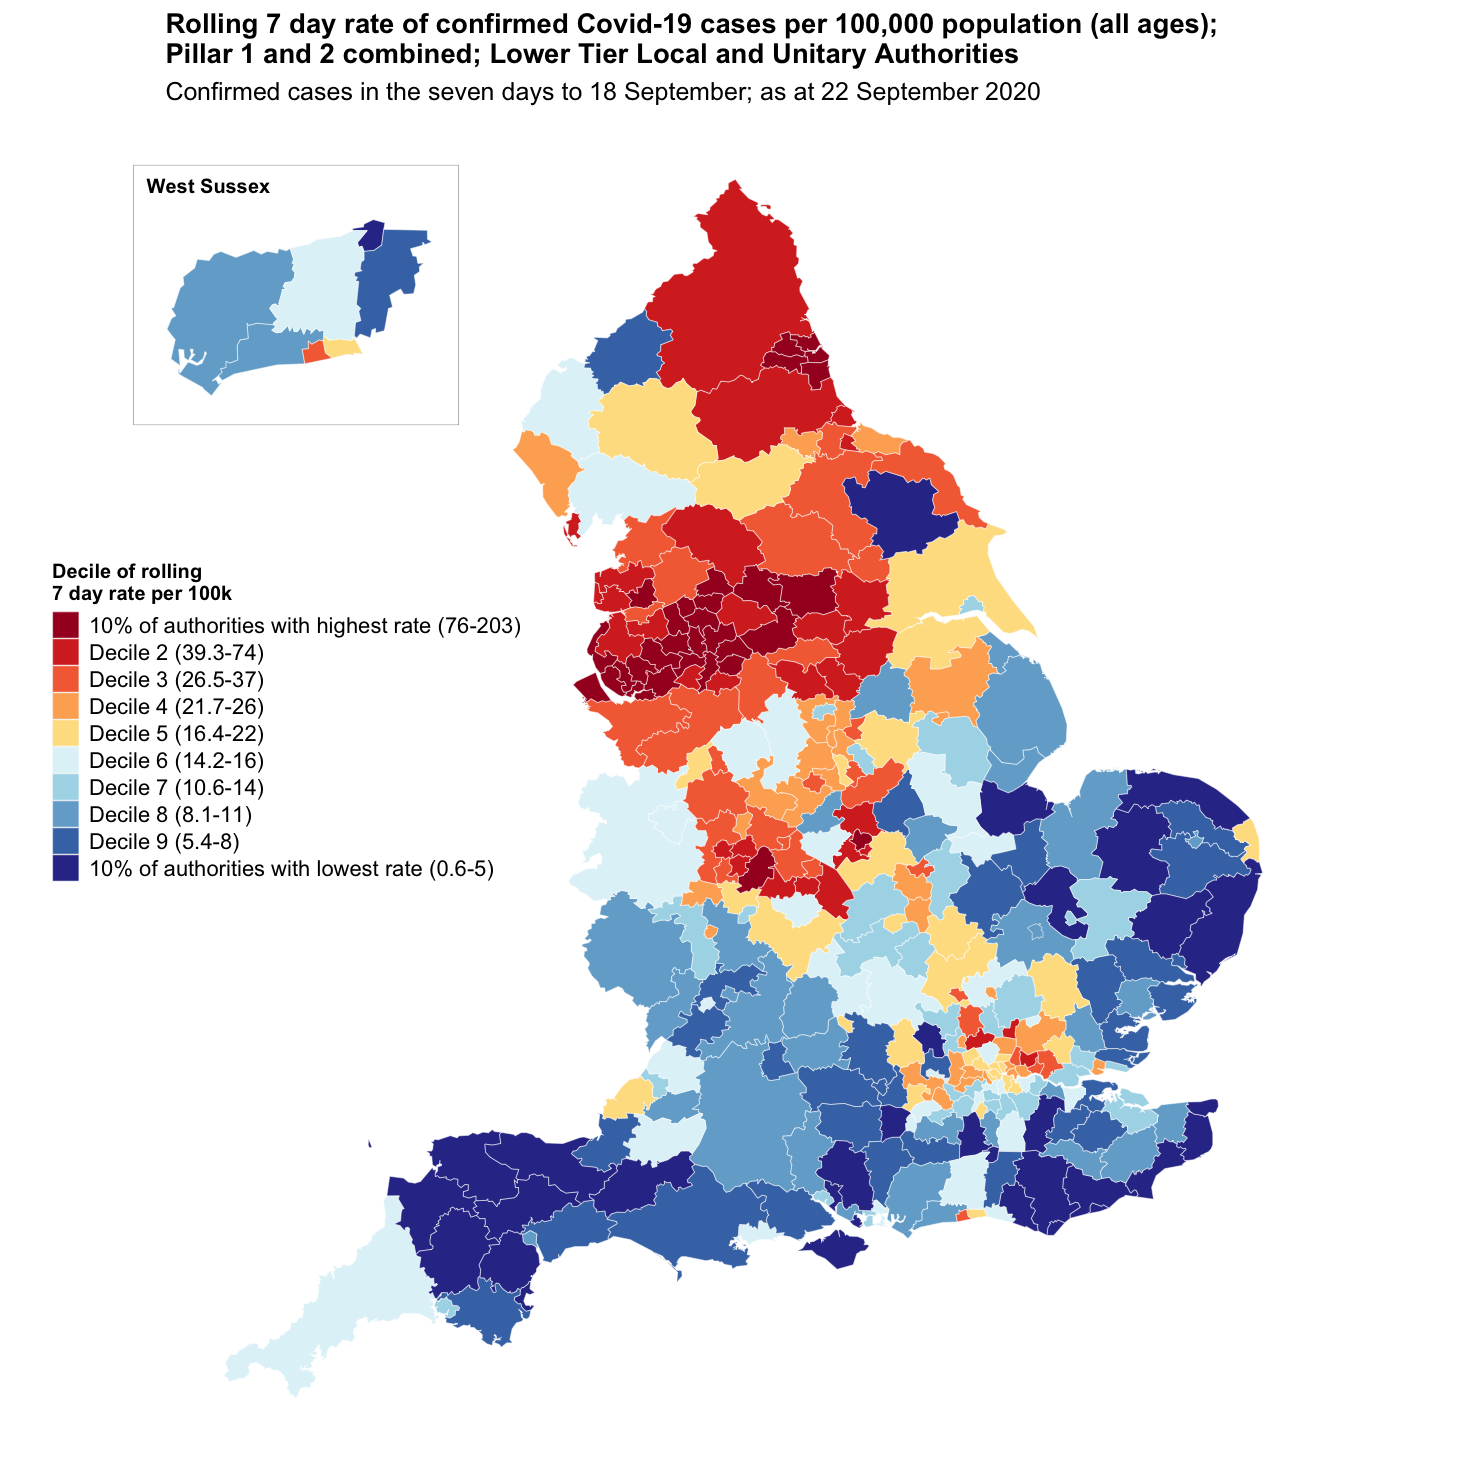 Rolling 7 day rate of confirmed Covid-19 cases per 100,000 population (all ages);
Pillar 1 and 2 combined; Lower Tier Local and Unitary Authorities
Confirmed cases in the seven days to 18 September; as at 22 September 2020
West Sussex
Decile of rolling
7 day rate per 100k
10% of authorities with highest rate (76-203)
Decile 2 (39.3-74)
Decile 3 (26.5-37)
Decile 4 (21.7-26)
Decile 5 (16.4-22)
Decile 6 (14.2-16)
Decile 7 (10.6-14)
Decile 8 (8.1-11)
Decile 9 (5.4-8)
10% of authorities with lowest rate (0.6-5)